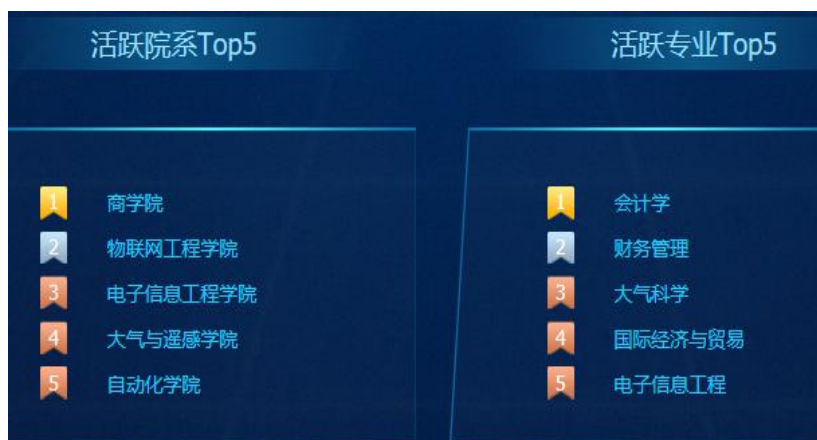 活跃院系Top5
1 商学院
2 物联网工程学院
3 电子信息工程学院
4 大气与遥感学院
5 自动化学院
活跃专业Top5
1 会计学
2 财务管理
3 大气科学
4 国际经济与贸易
5 电子信息工程